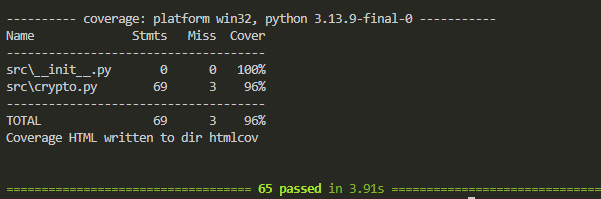 ----------- coverage: platform win32, python 3.13.9-final-0 -----------
Name              Stmts   Miss  Cover
-------------------------------------
src\__init__.py       0      0   100%
src\crypto.py        69      3    96%
-------------------------------------
TOTAL                69      3    96%
Coverage HTML written to dir htmlcov
=================================== 65 passed in 3.91s ==============================